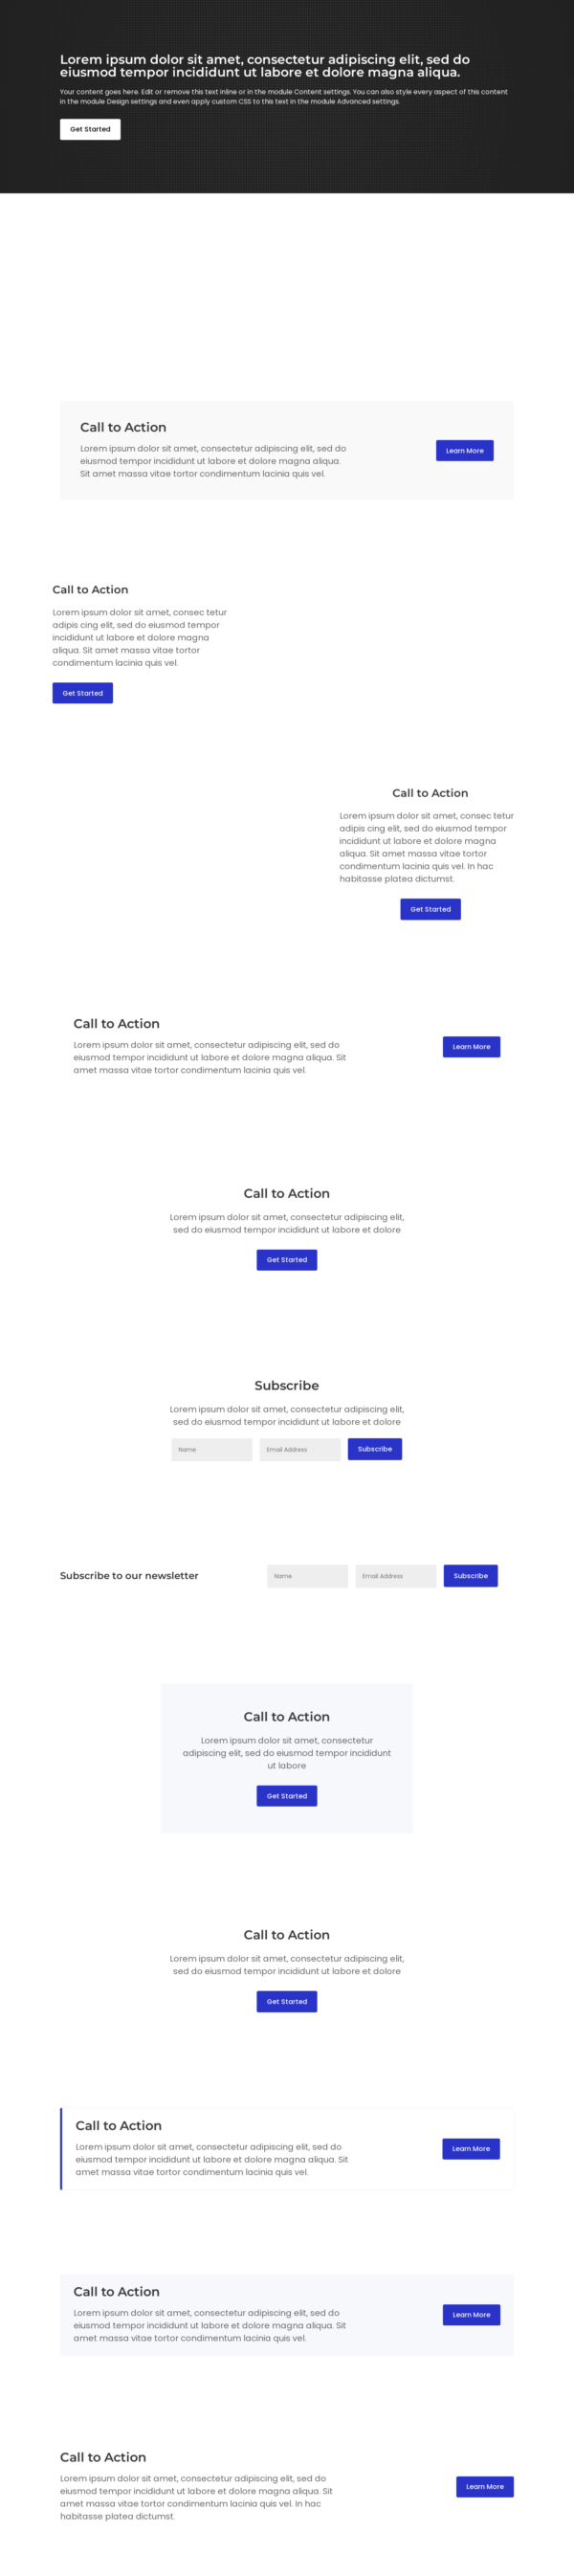 Lorem ipsum dolor sit amet, consectetur adipiscing elit, sed do
eiusmod tempor incididunt ut labore et dolore magna aliqua.
Your content goes here. Edit or remove this text inline or in the module Content settings. You can also style every aspect of this content
in the module Design settings and even apply custom CSS to this text in the module Advanced settings.
Get Started
Call to Action
Lorem ipsum dolor sit amet, consectetur adipiscing elit, sed do
eiusmod tempor incididunt ut labore et dolore magna aliqua.
Sit amet massa vitae tortor condimentum lacinia quis vel.
Learn More
Call to Action
Lorem ipsum dolor sit amet, consec tetur
adipis cing elit, sed do eiusmod tempor
incididunt ut labore et dolore magna
aliqua. Sit amet massa vitae tortor
condimentum lacinia quis vel.
Get Started
Call to Action
Lorem ipsum dolor sit amet, consec tetur
adipis cing elit, sed do eiusmod tempor
incididunt ut labore et dolore magna
aliqua. Sit amet massa vitae tortor
condimentum lacinia quis vel. In hac
habitasse platea dictumst.
Get Started
Call to Action
Lorem ipsum dolor sit amet, consectetur adipiscing elit, sed do
eiusmod tempor incididunt ut labore et dolore magna aliqua. Sit
amet massa vitae tortor condimentum lacinia quis vel.
Learn More
Call to Action
Lorem ipsum dolor sit amet, consectetur adipiscing elit,
sed do eiusmod tempor incididunt ut labore et dolore
Get Started
Subscribe
Lorem ipsum dolor sit amet, consectetur adipiscing elit,
sed do eiusmod tempor incididunt ut labore et dolore
Name
Email Address
Subscribe
Subscribe to our newsletter
Name
Email Address
Subscribe
Call to Action
Lorem ipsum dolor sit amet, consectetur
adipiscing elit, sed do eiusmod tempor incididunt
ut labore
Get Started
Call to Action
Lorem ipsum dolor sit amet, consectetur adipiscing elit,
sed do eiusmod tempor incididunt ut labore et dolore
Get Started
Call to Action
Lorem ipsum dolor sit amet, consectetur adipiscing elit, sed do
eiusmod tempor incididunt ut labore et dolore magna aliqua. Sit
amet massa vitae tortor condimentum lacinia quis vel.
Learn More
Call to Action
Lorem ipsum dolor sit amet, consectetur adipiscing elit, sed do
eiusmod tempor incididunt ut labore et dolore magna aliqua. Sit
amet massa vitae tortor condimentum lacinia quis vel.
Learn More
Call to Action
Lorem ipsum dolor sit amet, consectetur adipiscing elit, sed do
eiusmod tempor incididunt ut labore et dolore magna aliqua. Sit
amet massa vitae tortor condimentum lacinia quis vel. In hac
habitasse platea dictumst.
Learn More